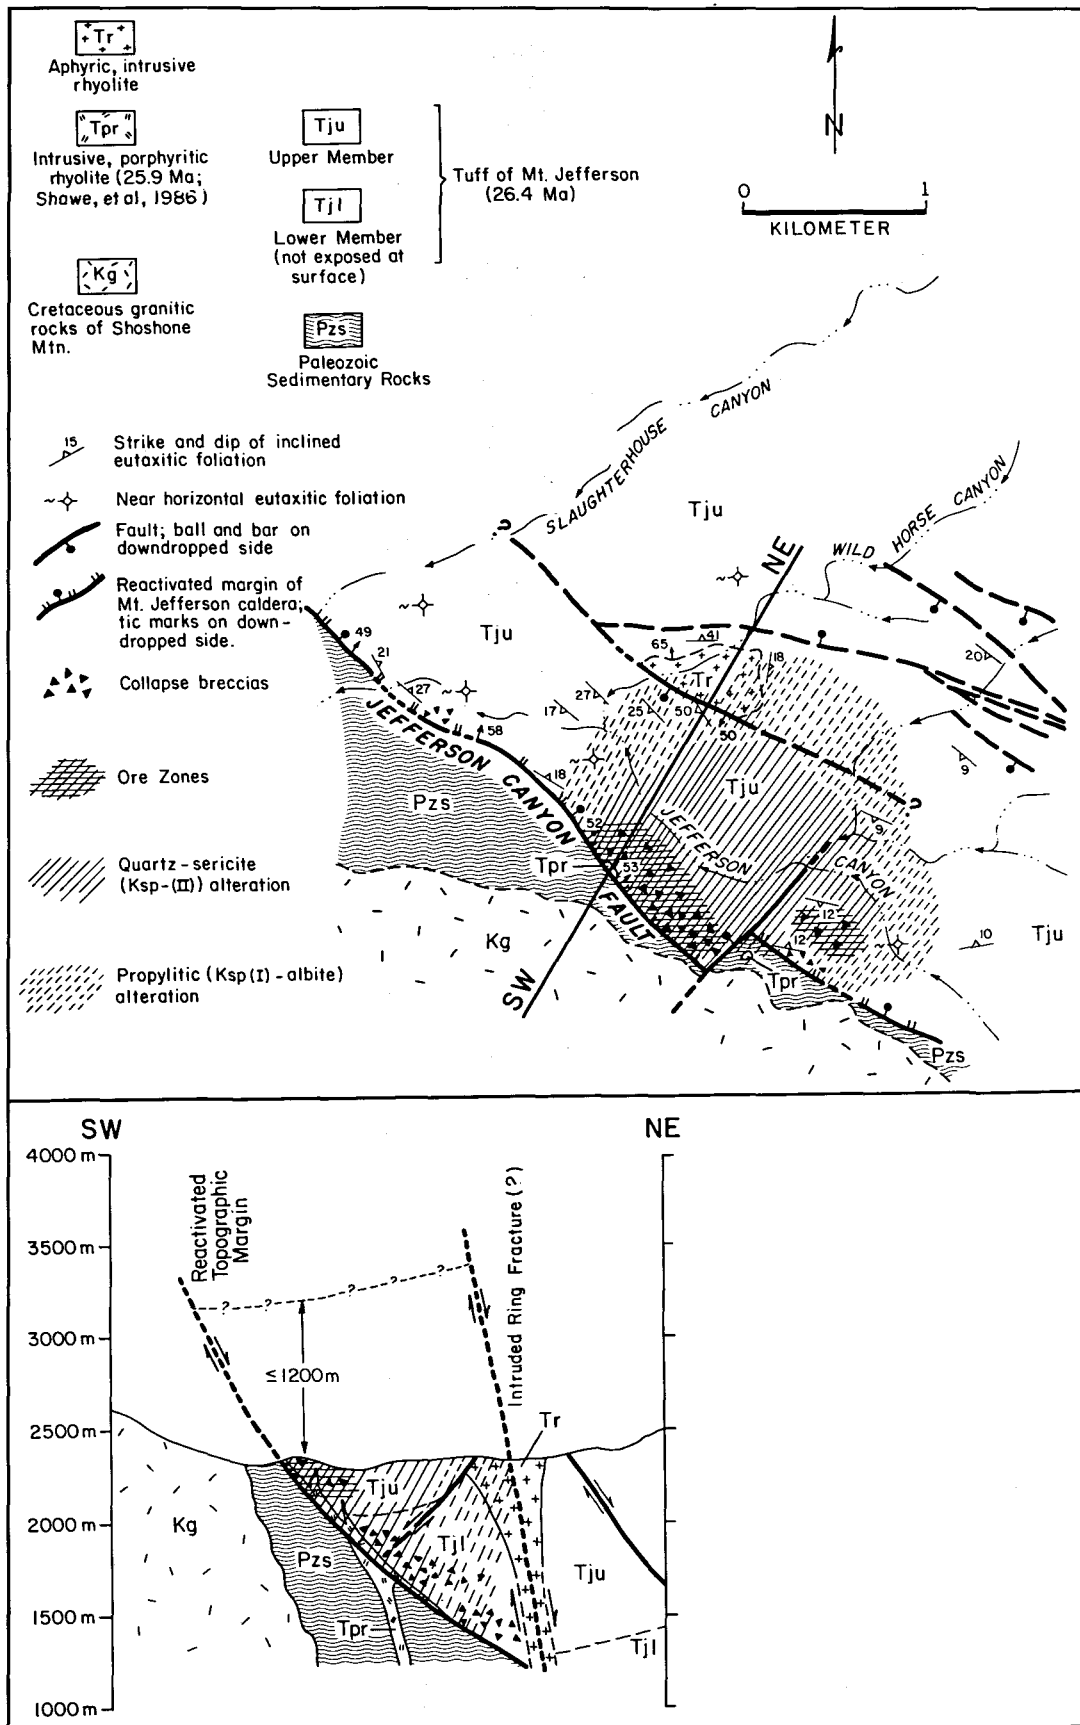 Tr
Aphyric, intrusive
rhyolite
Tpr
Intrusive, porphyritic
rhyolite (25.9 Ma;
Shawe, et al, 1986)
Kg
Cretaceous granitic
rocks of Shoshone
Mtn.
Tju
Upper Member
Tjl
Lower Member
(not exposed at
surface)
Tuff of Mt. Jefferson
(26.4 Ma)
Pzs
Paleozoic
Sedimentary Rocks
N
0 1
KILOMETER
15
Strike and dip of inclined
eutaxitic foliation
~
Near horizontal eutaxitic foliation
Fault; ball and bar on
downdropped side
Reactivated margin of
Mt. Jefferson caldera;
tic marks on down-
dropped side.
Collapse breccias
Ore Zones
Quartz-sericite
(Ksp-(II)) alteration
Propylitic (Ksp(I)-albite)
alteration
SLAUGHTERHOUSE CANYON
WILD HORSE CANYON
Tju
?
NE
~
~
Tju
49
21
27
~
58
65
41
18
Tr
20
27
17
25
50
50
~
18
9
JEFFERSON CANYON FAULT
Pzs
Tju
?
52
JEFFERSON CANYON
9
Tpr
53
12
Kg
12
~
10
Tju
SW
Tpr
Pzs
SW
NE
4000 m
3500 m
3000 m
2500 m
2000 m
1500 m
1000 m
Reactivated
Topographic
Margin
Intruded Ring Fracture (?)
? ? ? ? ?
≤1200m
Tr
Tju
Kg
Tjl
Pzs
Tju
Tpr
Tjl